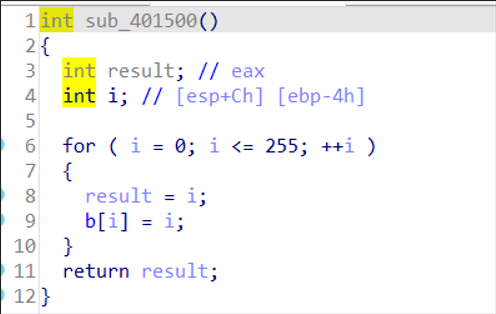 1 int sub_401500()
2 {
3 int result; // eax
4 int i; // [esp+Ch] [ebp-4h]
5
6 for ( i = 0; i <= 255; ++i )
7 {
8 result = i;
9 b[i] = i;
10 }
11 return result;
12 }